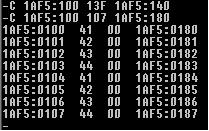 -C 1AF5:100 13F 1AF5:140
-C 1AF5:100 107 1AF5:180
1AF5:0100 41 00 1AF5:0180
1AF5:0101 42 00 1AF5:0181
1AF5:0102 43 00 1AF5:0182
1AF5:0103 44 00 1AF5:0183
1AF5:0104 41 00 1AF5:0184
1AF5:0105 42 00 1AF5:0185
1AF5:0106 43 00 1AF5:0186
1AF5:0107 44 00 1AF5:0187
-